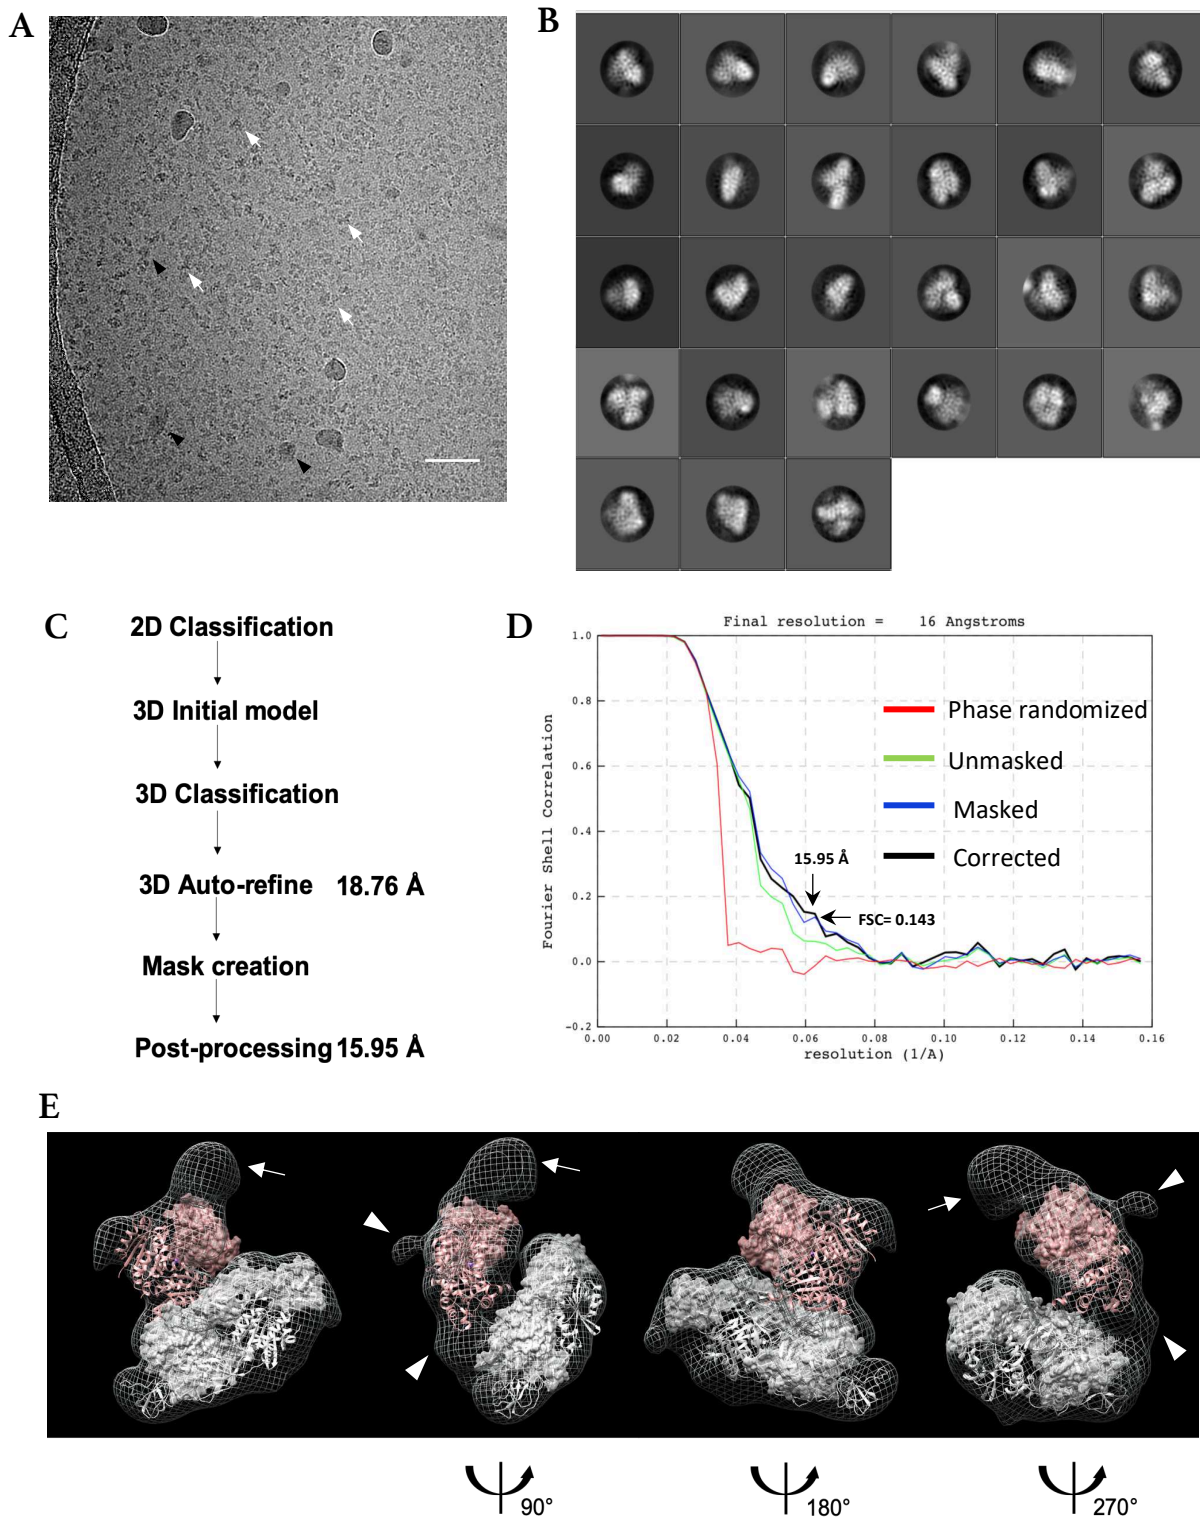 A
B
C
2D Classification
3D Initial model
3D Classification
3D Auto-refine 18.76 Å
Mask creation
Post-processing 15.95 Å
D
Final resolution = 16 Angstroms
1.0
0.8
0.6
0.4
0.2
0.0
-0.2
Fourier Shell Correlation
Phase randomized
Unmasked
Masked
Corrected
15.95 Å
FSC= 0.143
0.00 0.02 0.04 0.06 0.08 0.10 0.12 0.14 0.16
resolution (1/A)
E
90° 180° 270°